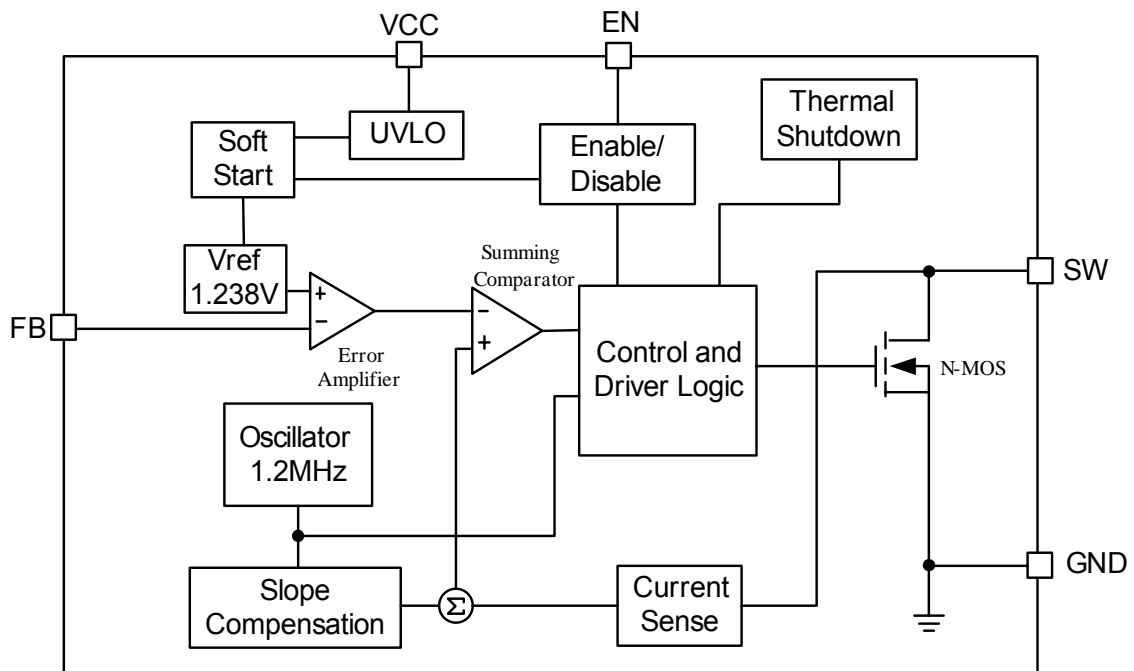 VCC
EN
Soft
Start
UVLO
Enable/
Disable
Thermal
Shutdown
Vref
1.238V
+
−
Summing
Comparator
−
+
FB
Error
Amplifier
Control and
Driver Logic
SW
N-MOS
Oscillator
1.2MHz
Slope
Compensation
Σ
Current
Sense
GND